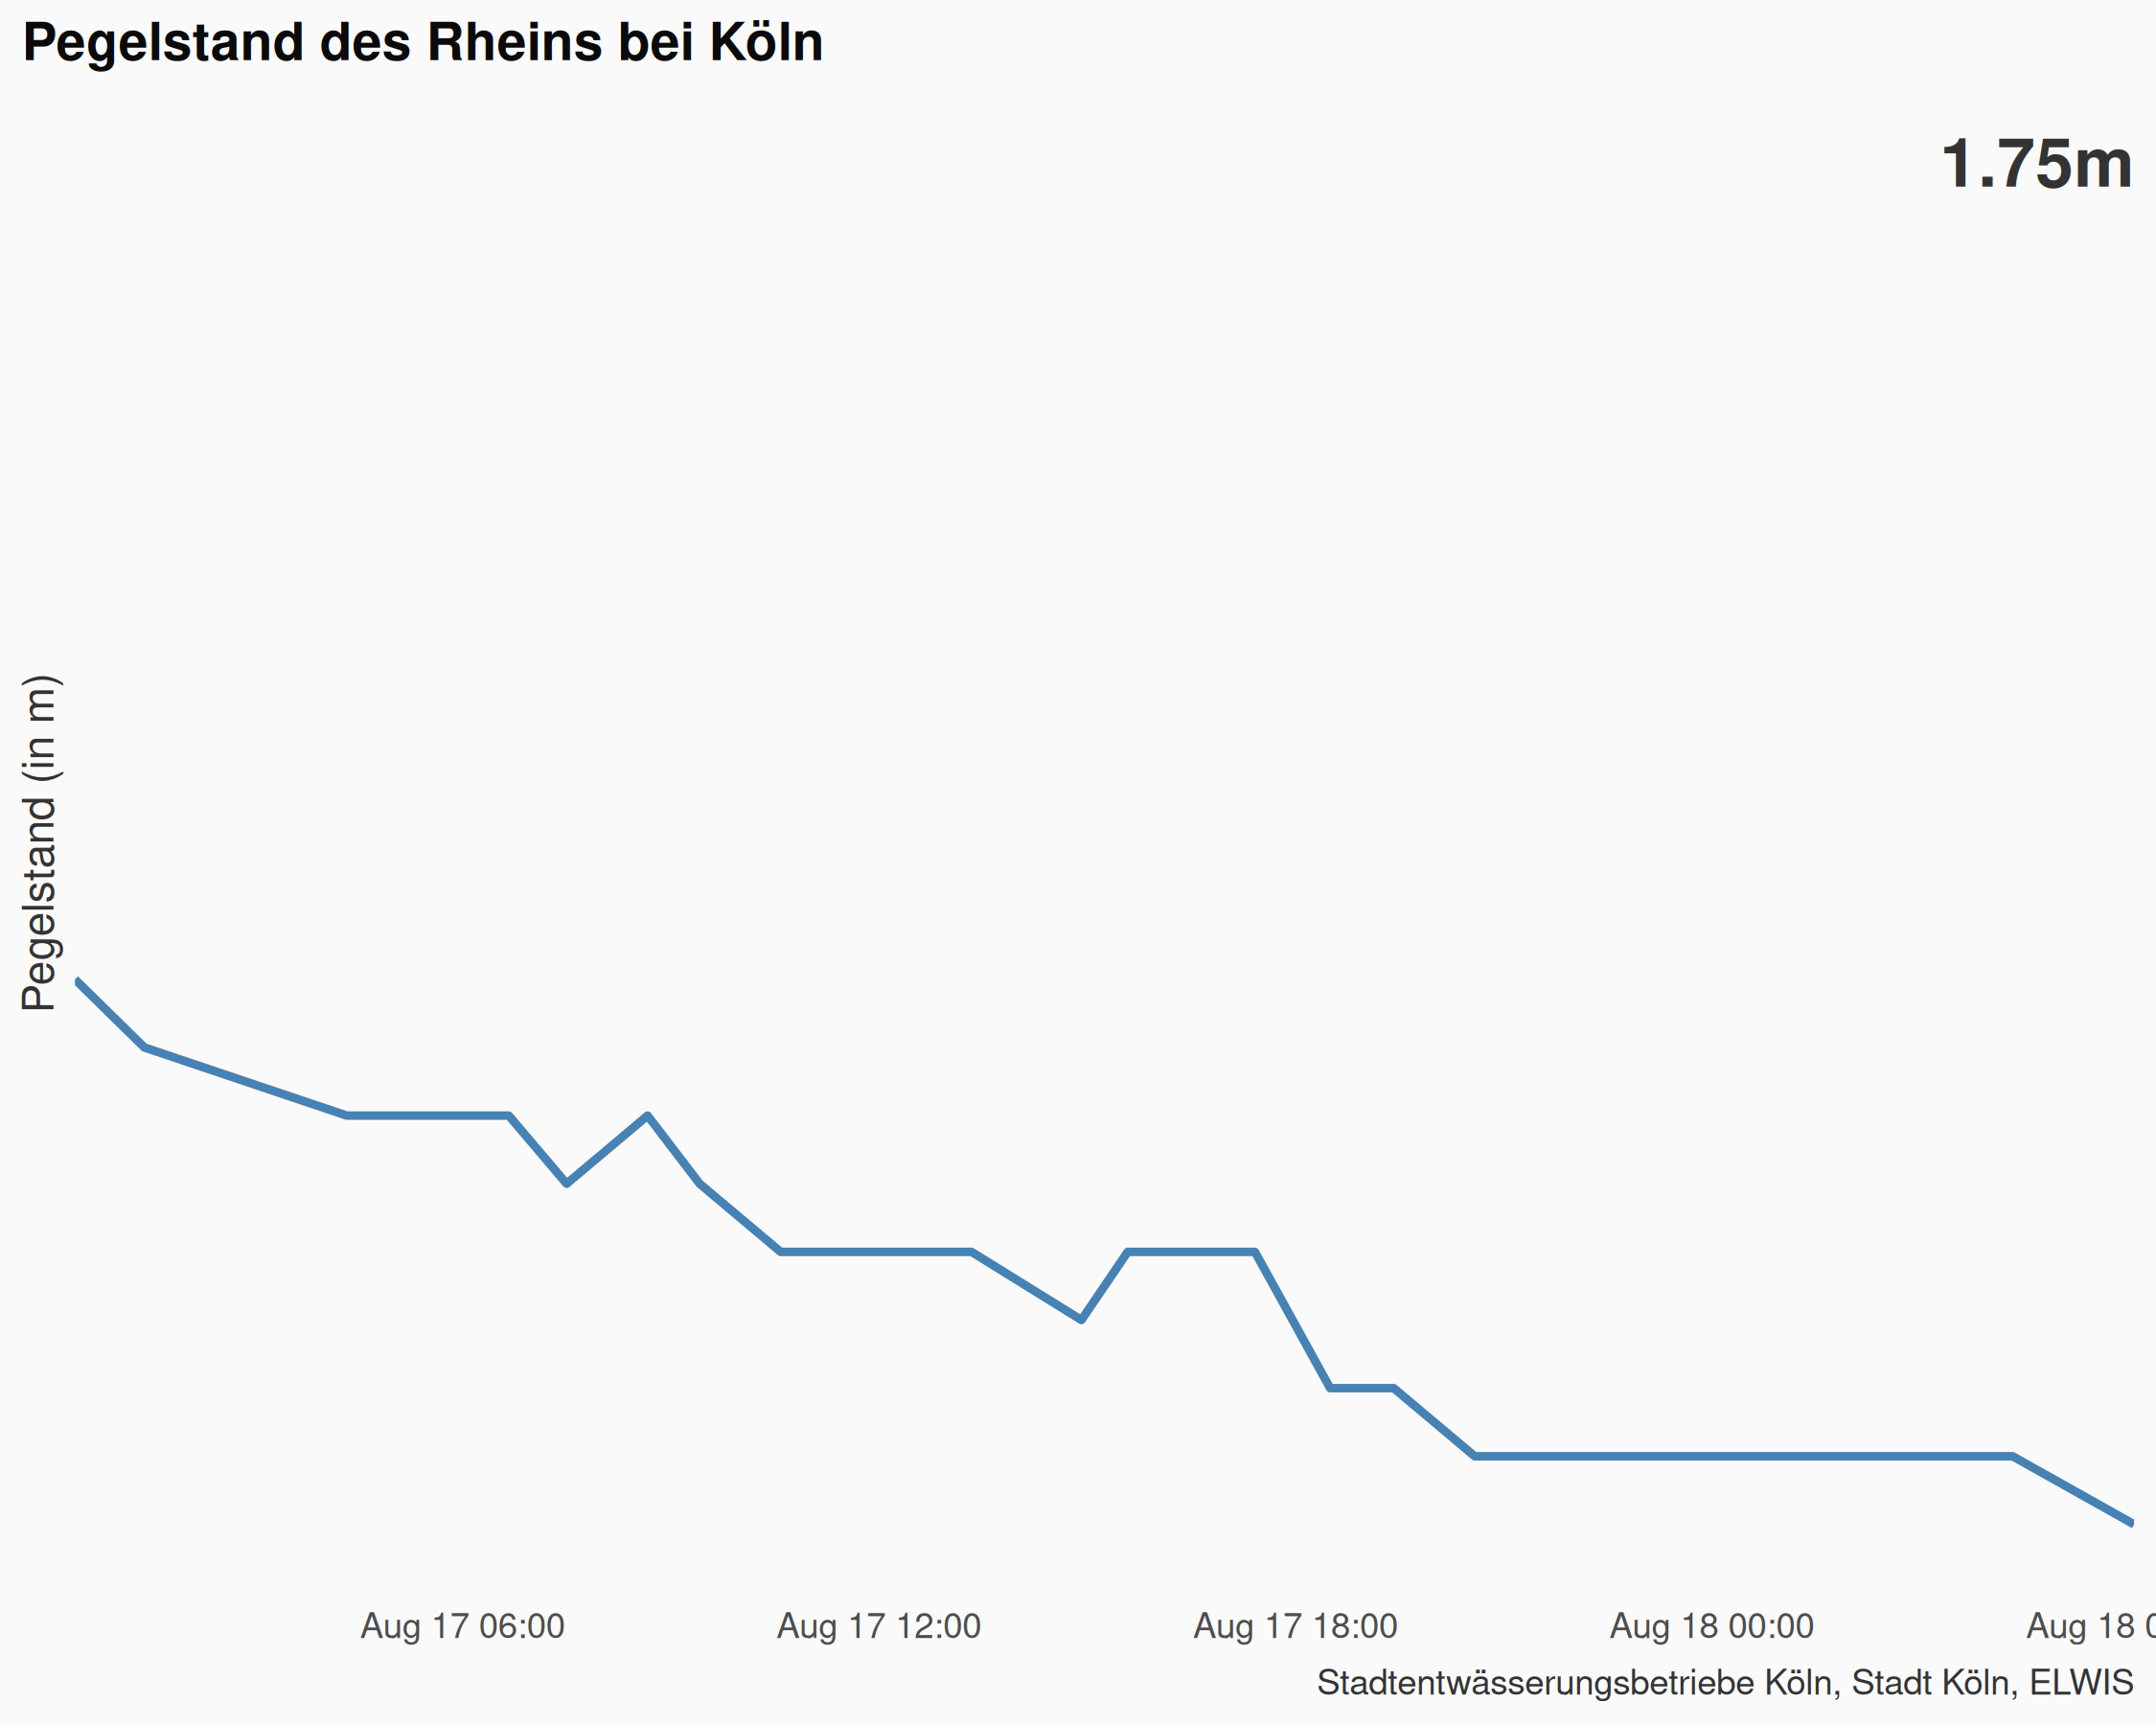 Pegelstand des Rheins bei Köln
1.75m
Pegelstand (in m)
Aug 17 06:00
Aug 17 12:00
Aug 17 18:00
Aug 18 00:00
Aug 18 0
Stadtentwässerungsbetriebe Köln, Stadt Köln, ELWIS